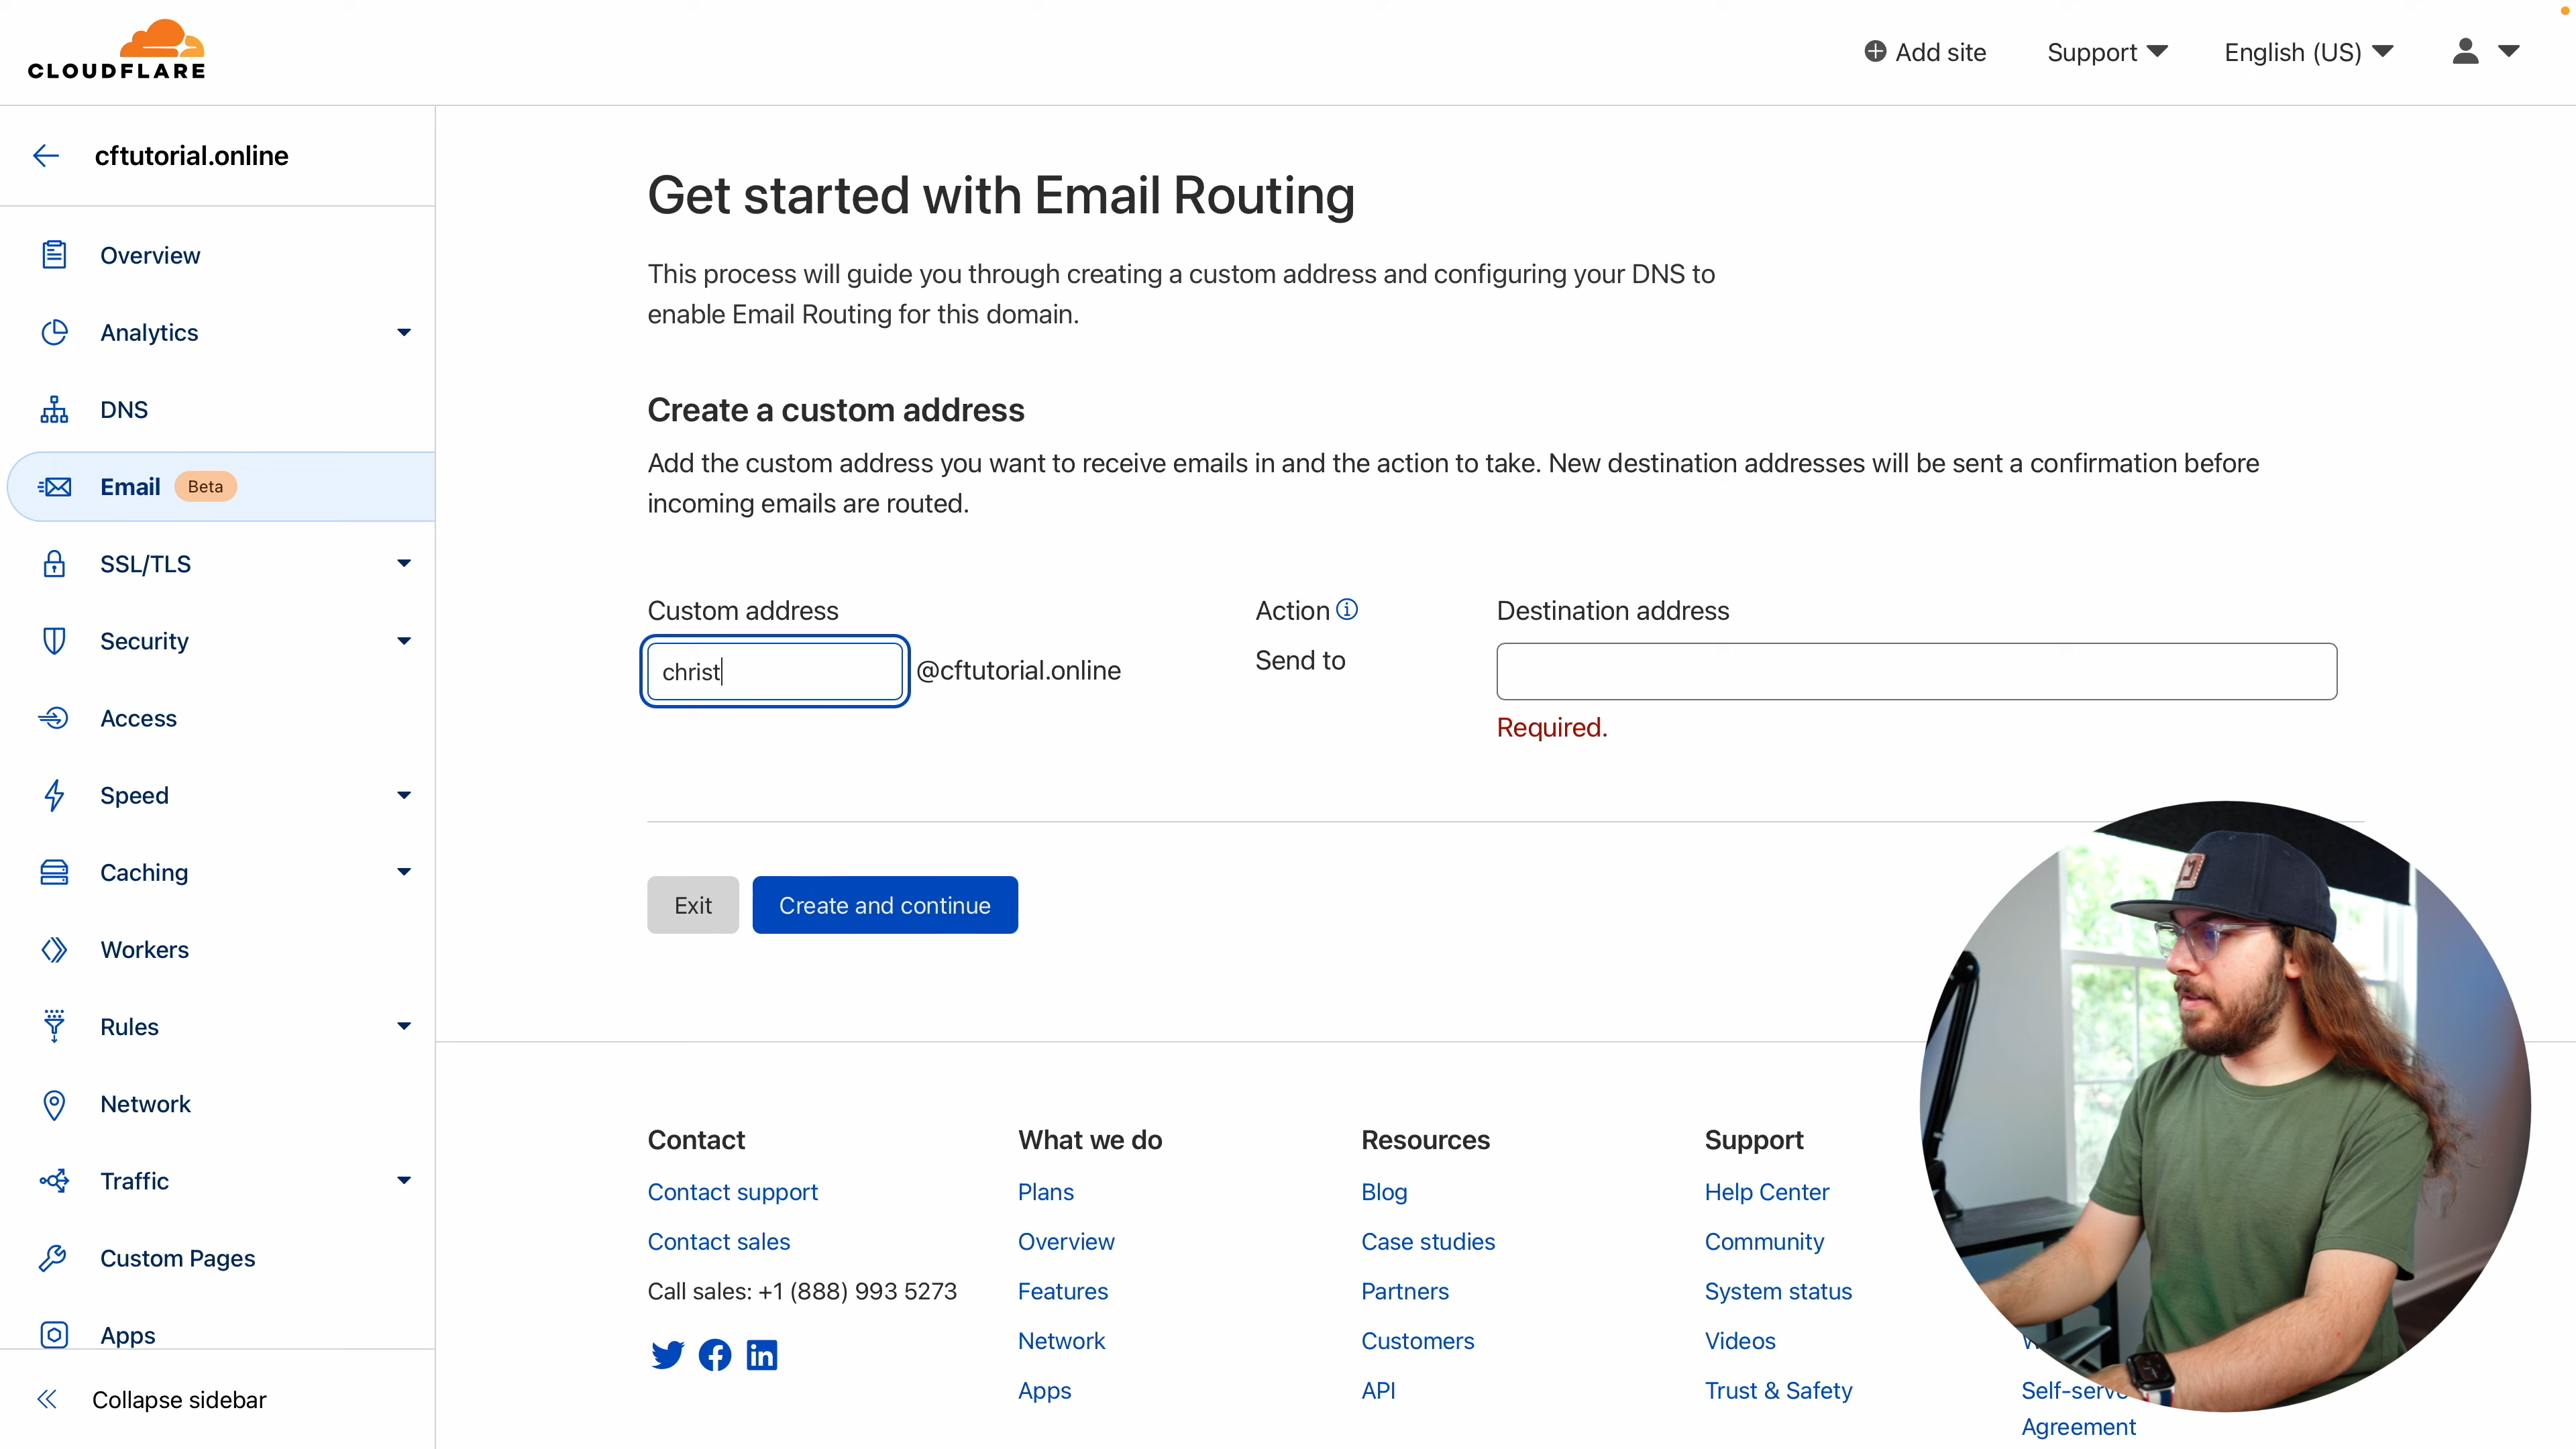 CLOUDFLARE
Add site
Support
English (US)
cftutorial.online
Overview
Analytics
DNS
Email Beta
SSL/TLS
Security
Access
Speed
Caching
Workers
Rules
Network
Traffic
Custom Pages
Apps
Collapse sidebar
Get started with Email Routing
This process will guide you through creating a custom address and configuring your DNS to
enable Email Routing for this domain.
Create a custom address
Add the custom address you want to receive emails in and the action to take. New destination addresses will be sent a confirmation before
incoming emails are routed.
Custom address
christ @cftutorial.online
Action
Send to
Destination address
Required.
Exit
Create and continue
Contact
Contact support
Contact sales
Call sales: +1 (888) 993 5273
What we do
Plans
Overview
Features
Network
Apps
Resources
Blog
Case studies
Partners
Customers
API
Support
Help Center
Community
System status
Videos
Trust & Safety
Self-serve
Agreement